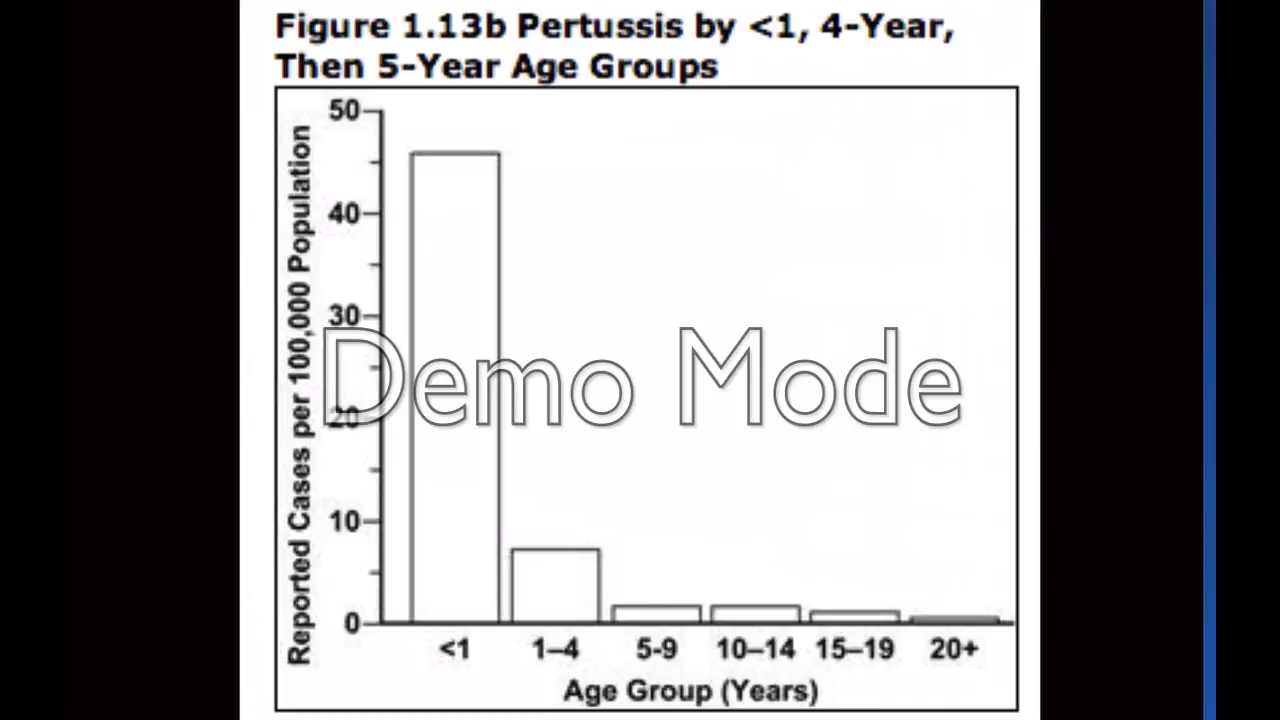 Figure 1.13b Pertussis by <1, 4-Year,
Then 5-Year Age Groups
Reported Cases per 100,000 Population
50
40
30
20
10
0
Demo Mode
<1 1–4 5-9 10–14 15–19 20+
Age Group (Years)